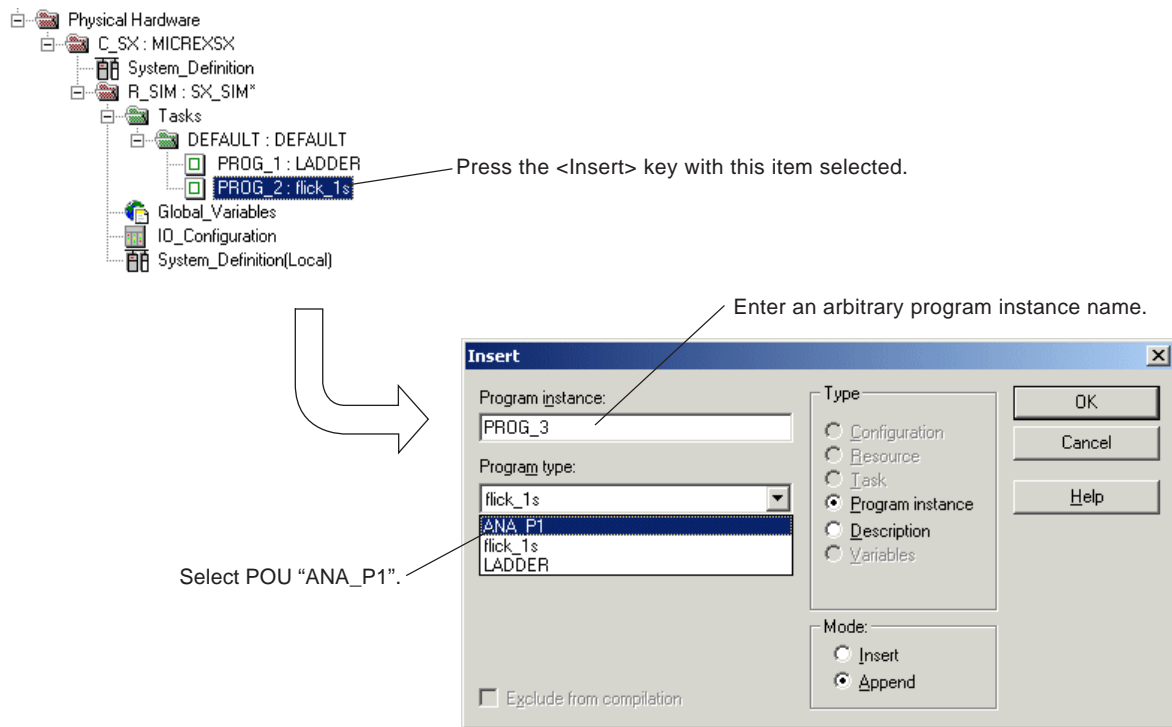 Physical Hardware
C_SX : MICREXSX
System_Definition
R_SIM : SX_SIM*
Tasks
DEFAULT : DEFAULT
PROG_1 : LADDER
PROG_2 : flick_1s
Press the <Insert> key with this item selected.
Global_Variables
IO_Configuration
System_Definition(Local)
Enter an arbitrary program instance name.
Insert
Program instance:
PROG_3
Program type:
flick_1s
ANA_P1
flick_1s
LADDER
Select POU “ANA_P1”.
Exclude from compilation
Type
Configuration
Resource
Task
Program instance
Description
Variables
Mode:
Insert
Append
OK
Cancel
Help